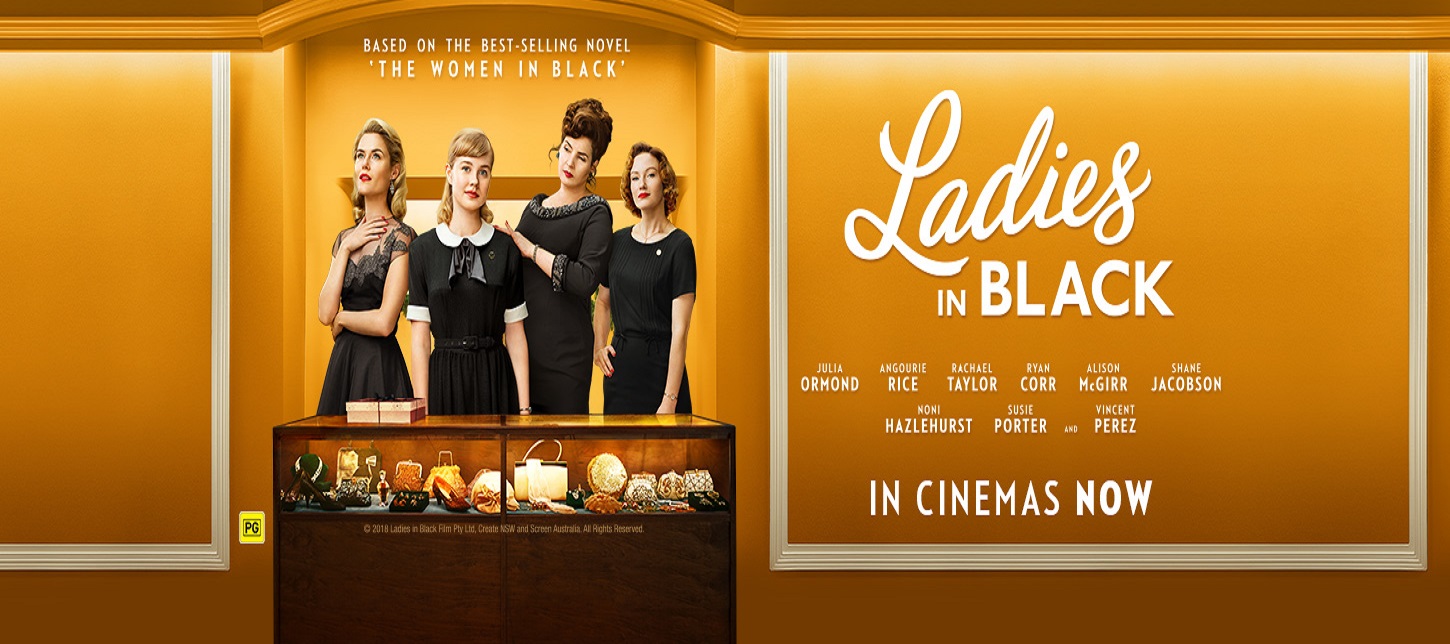 BASED ON THE BEST-SELLING NOVEL
‘THE WOMEN IN BLACK’
Ladies
IN BLACK
JULIA ORMOND ANGOURIE RICE RACHAEL TAYLOR RYAN CORR ALISON McGIRR SHANE JACOBSON
NONI HAZLEHURST SUSIE PORTER AND VINCENT PEREZ
IN CINEMAS NOW
PG
© 2018 Ladies in Black Film Pty Ltd, Create NSW and Screen Australia. All Rights Reserved.